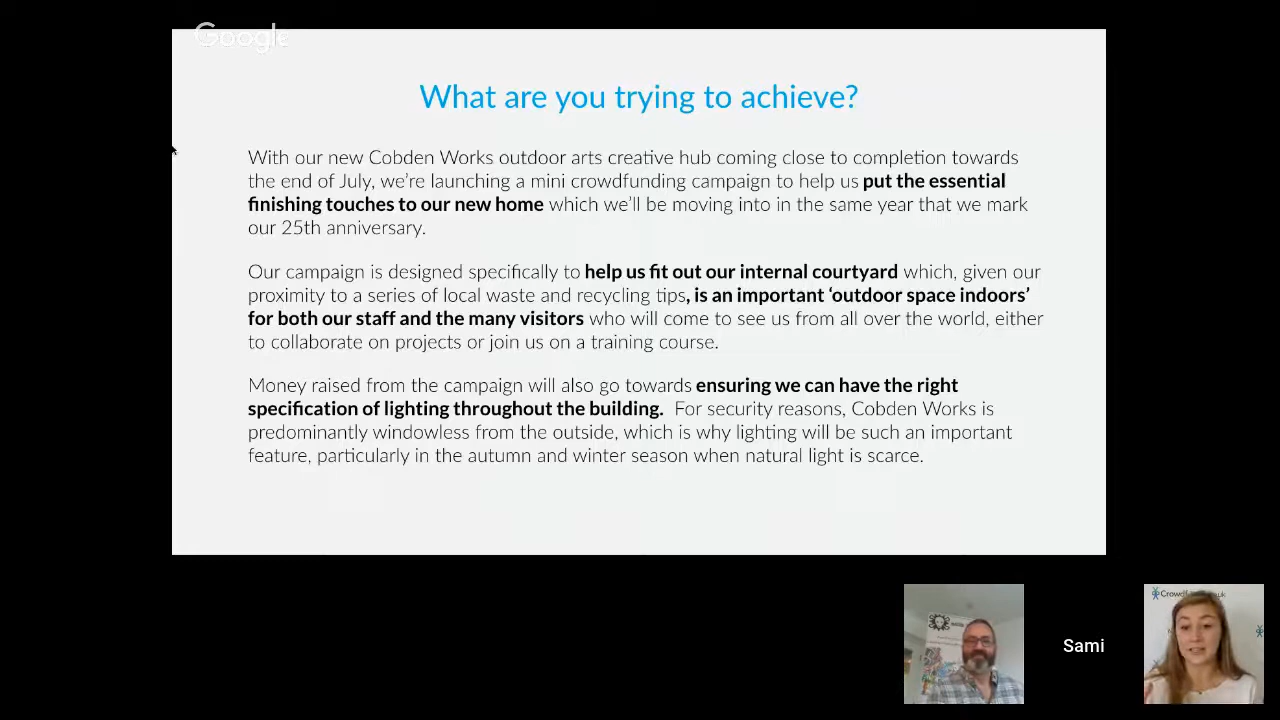 Google
What are you trying to achieve?
With our new Cobden Works outdoor arts creative hub coming close to completion towards
the end of July, we're launching a mini crowdfunding campaign to help us put the essential
finishing touches to our new home which we'll be moving into in the same year that we mark
our 25th anniversary.
Our campaign is designed specifically to help us fit out our internal courtyard which, given our
proximity to a series of local waste and recycling tips, is an important ‘outdoor space indoors’
for both our staff and the many visitors who will come to see us from all over the world, either
to collaborate on projects or join us on a training course.
Money raised from the campaign will also go towards ensuring we can have the right
specification of lighting throughout the building. For security reasons, Cobden Works is
predominantly windowless from the outside, which is why lighting will be such an important
feature, particularly in the autumn and winter season when natural light is scarce.
Sami